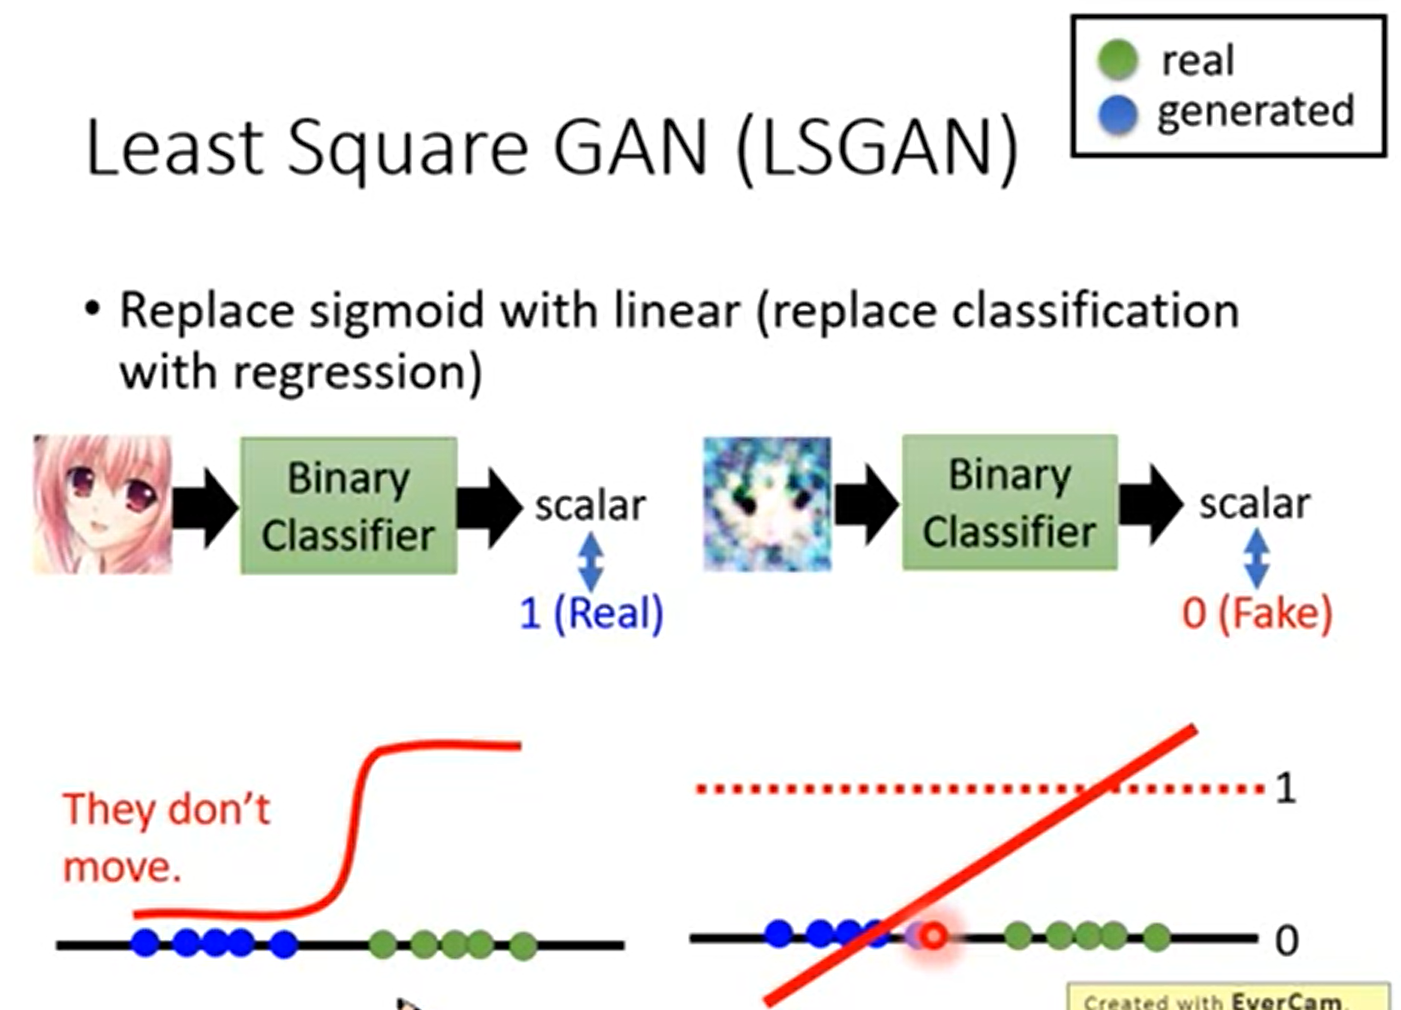 real
generated
Least Square GAN (LSGAN)
• Replace sigmoid with linear (replace classification
with regression)
Binary
Classifier
scalar
1 (Real)
Binary
Classifier
scalar
0 (Fake)
They don't
move.
1
0
Created with EverCam.